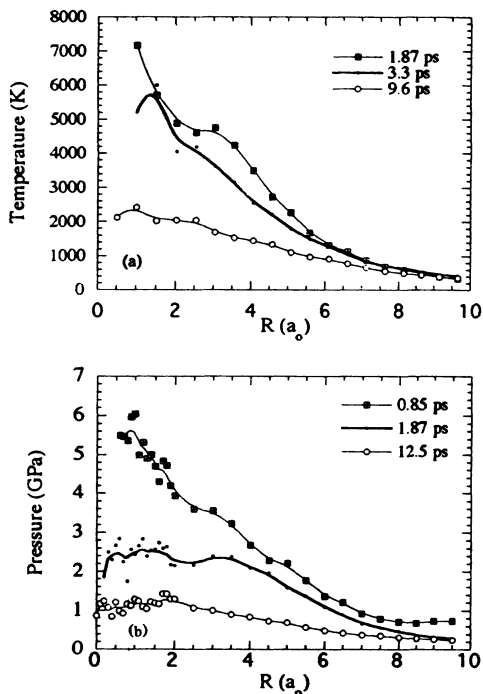 8000
7000
6000
5000
4000
3000
2000
1000
0
Temperature (K)
1.87 ps
3.3 ps
9.6 ps
(a)
0 2 4 6 8 10
R (aₒ)
7
6
5
4
3
2
1
0
Pressure (GPa)
0.85 ps
1.87 ps
12.5 ps
(b)
0 2 4 6 8 10
R (aₒ)